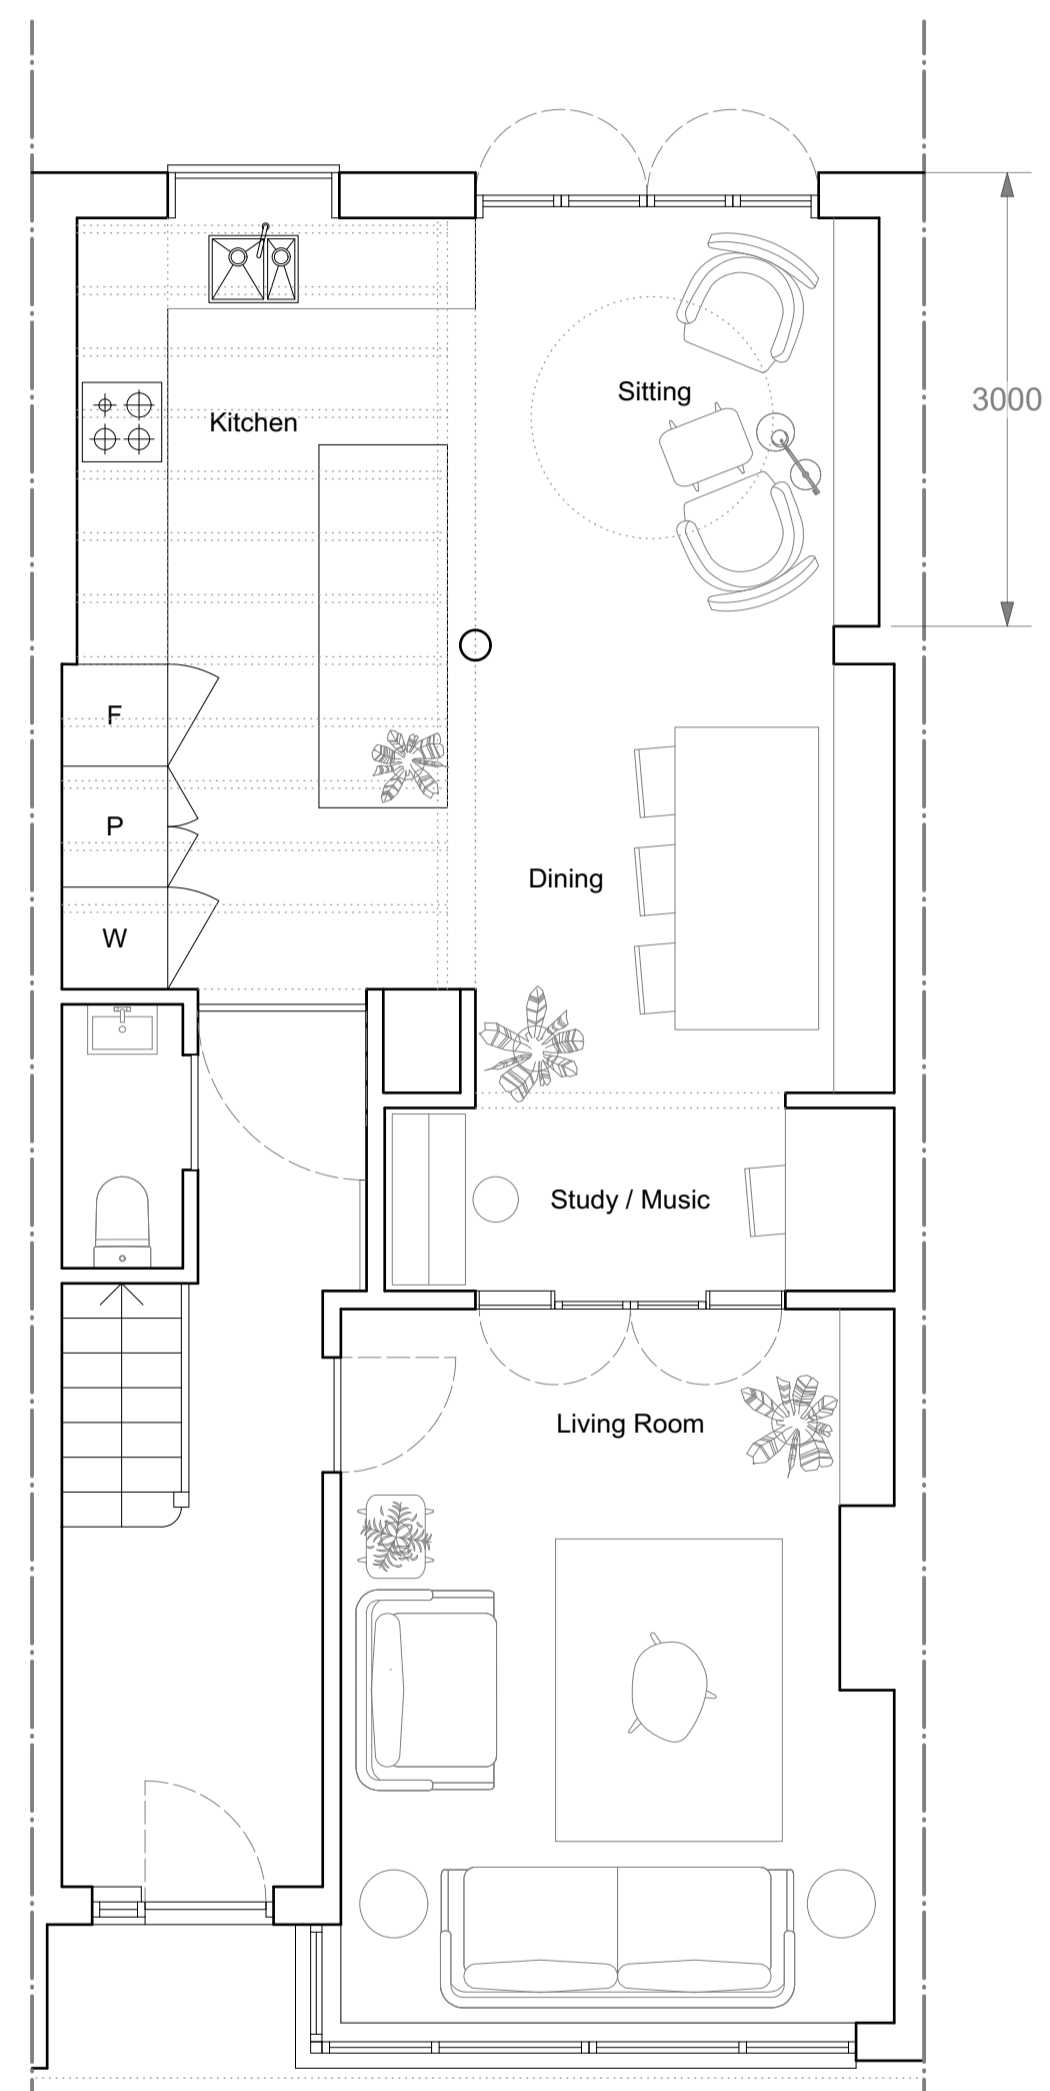 Sitting
3000
Kitchen
F
P
Dining
W
Study / Music
Living Room